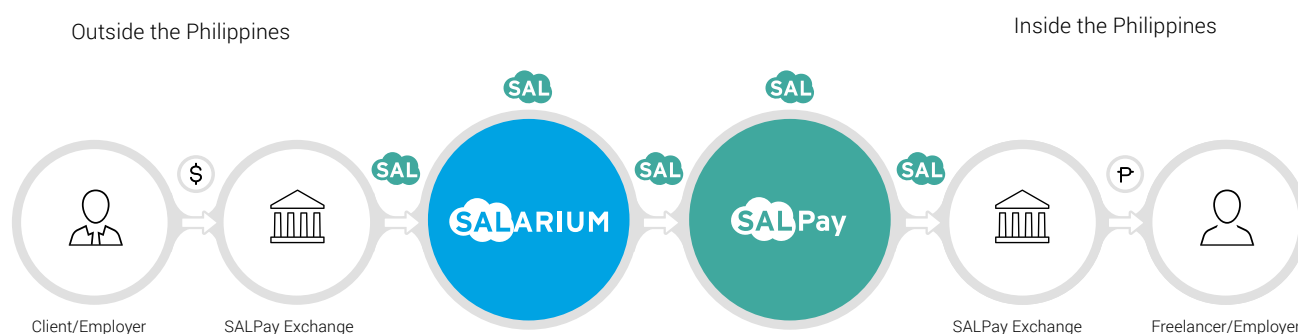 Outside the Philippines
Inside the Philippines
SAL
SAL
$
SAL
SAL
SAL
₱
SALARIUM
SALPay
Client/Employer
SALPay Exchange
SALPay Exchange
Freelancer/Employer